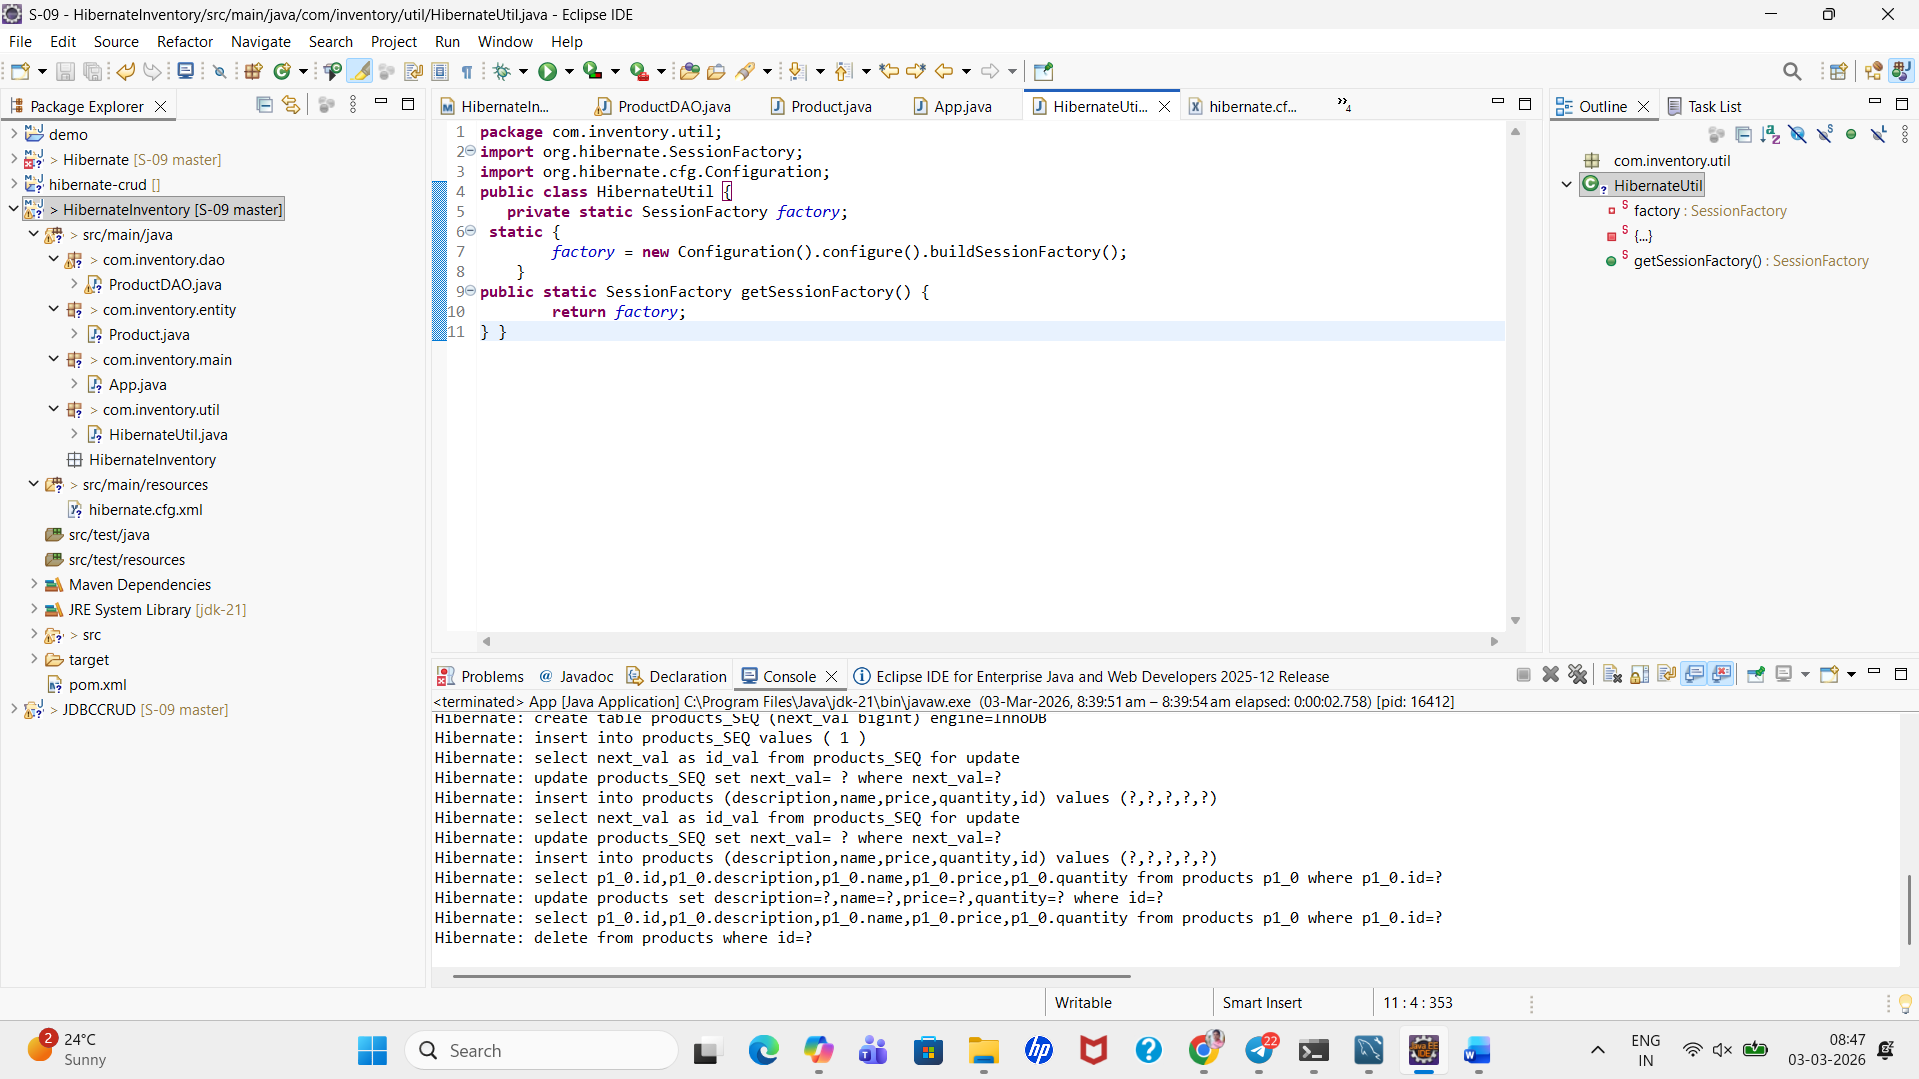 S-09 - HibernateInventory/src/main/java/com/inventory/util/HibernateUtil.java - Eclipse IDE
File Edit Source Refactor Navigate Search Project Run Window Help
Package Explorer
demo
> Hibernate [S-09 master]
hibernate-crud []
> HibernateInventory [S-09 master]
> src/main/java
> com.inventory.dao
ProductDAO.java
> com.inventory.entity
Product.java
> com.inventory.main
App.java
> com.inventory.util
HibernateUtil.java
HibernateInventory
> src/main/resources
hibernate.cfg.xml
src/test/java
src/test/resources
Maven Dependencies
JRE System Library [jdk-21]
> src
target
pom.xml
> JDBCCRUD [S-09 master]
HibernateIn... ProductDAO.java Product.java App.java HibernateUti... hibernate.cf... »4
1 package com.inventory.util;
2 import org.hibernate.SessionFactory;
3 import org.hibernate.cfg.Configuration;
4 public class HibernateUtil {
5 private static SessionFactory factory;
6 static {
7 factory = new Configuration().configure().buildSessionFactory();
8 }
9 public static SessionFactory getSessionFactory() {
10 return factory;
11 } }
Outline Task List
com.inventory.util
HibernateUtil
factory : SessionFactory
{...}
getSessionFactory() : SessionFactory
Problems Javadoc Declaration Console Eclipse IDE for Enterprise Java and Web Developers 2025-12 Release
<terminated> App [Java Application] C:\Program Files\Java\jdk-21\bin\javaw.exe (03-Mar-2026, 8:39:51 am – 8:39:54 am elapsed: 0:00:02.758) [pid: 16412]
Hibernate: create table products_SEQ (next_val bigint) engine=InnoDB
Hibernate: insert into products_SEQ values ( 1 )
Hibernate: select next_val as id_val from products_SEQ for update
Hibernate: update products_SEQ set next_val= ? where next_val=?
Hibernate: insert into products (description,name,price,quantity,id) values (?,?,?,?,?)
Hibernate: select next_val as id_val from products_SEQ for update
Hibernate: update products_SEQ set next_val= ? where next_val=?
Hibernate: insert into products (description,name,price,quantity,id) values (?,?,?,?,?)
Hibernate: select p1_0.id,p1_0.description,p1_0.name,p1_0.price,p1_0.quantity from products p1_0 where p1_0.id=?
Hibernate: update products set description=?,name=?,price=?,quantity=? where id=?
Hibernate: select p1_0.id,p1_0.description,p1_0.name,p1_0.price,p1_0.quantity from products p1_0 where p1_0.id=?
Hibernate: delete from products where id=?
Writable Smart Insert 11 : 4 : 353
2 24°C
Sunny
Search
22
ENG
IN
08:47
03-03-2026